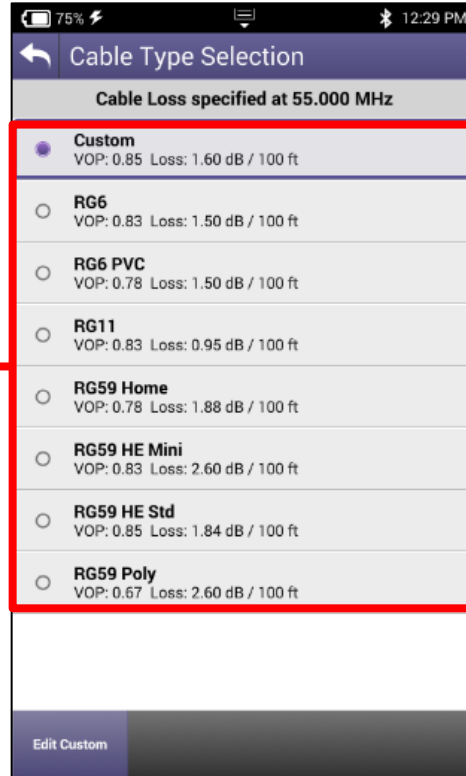 75%
12:29 PM
Cable Type Selection
Cable Loss specified at 55.000 MHz
Custom
VOP: 0.85 Loss: 1.60 dB / 100 ft
RG6
VOP: 0.83 Loss: 1.50 dB / 100 ft
RG6 PVC
VOP: 0.78 Loss: 1.50 dB / 100 ft
RG11
VOP: 0.83 Loss: 0.95 dB / 100 ft
RG59 Home
VOP: 0.78 Loss: 1.88 dB / 100 ft
RG59 HE Mini
VOP: 0.83 Loss: 2.60 dB / 100 ft
RG59 HE Std
VOP: 0.85 Loss: 1.84 dB / 100 ft
RG59 Poly
VOP: 0.67 Loss: 2.60 dB / 100 ft
Edit Custom